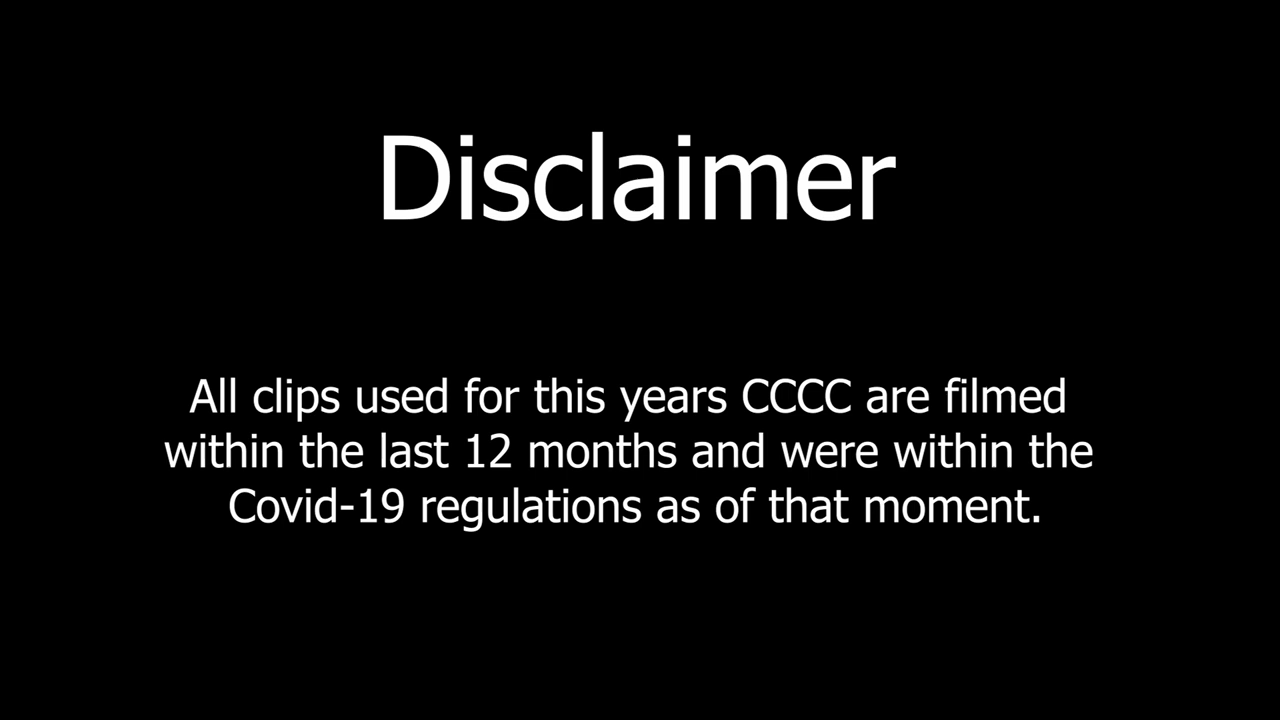 Disclaimer
All clips used for this years CCCC are filmed
within the last 12 months and were within the
Covid-19 regulations as of that moment.